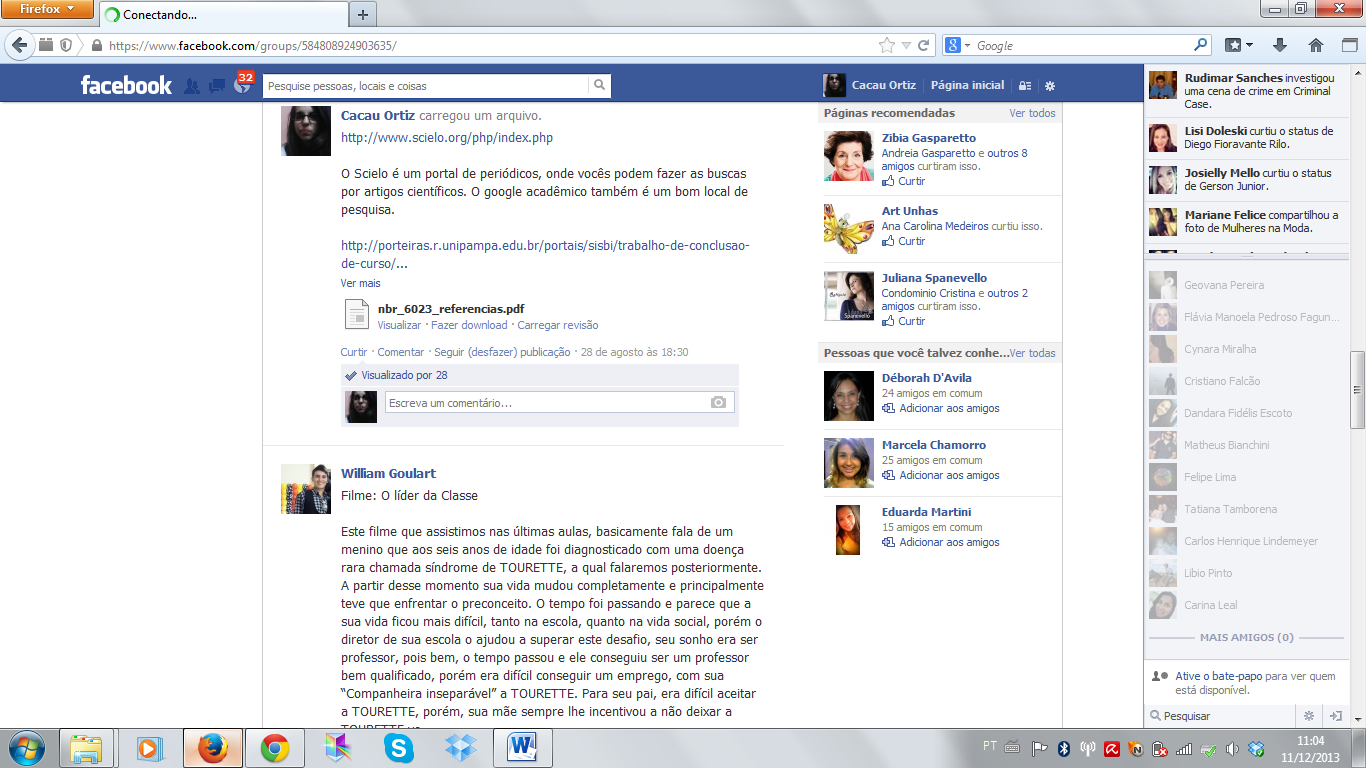 Firefox
Conectando...
https://www.facebook.com/groups/584808924903635/
Google
facebook
32
Pesquise pessoas, locais e coisas
Cacau Ortiz
Página inicial
Cacau Ortiz carregou um arquivo.
http://www.scielo.org/php/index.php
O Scielo é um portal de periódicos, onde vocês podem fazer as buscas
por artigos científicos. O google acadêmico também é um bom local de
pesquisa.
http://porteiras.r.unipampa.edu.br/portais/sisbi/trabalho-de-conclusao-
de-curso/...
Ver mais
nbr_6023_referencias.pdf
Visualizar · Fazer download · Carregar revisão
Curtir · Comentar · Seguir (desfazer) publicação · 28 de agosto às 18:30
Visualizado por 28
Escreva um comentário...
William Goulart
Filme: O líder da Classe
Este filme que assistimos nas últimas aulas, basicamente fala de um
menino que aos seis anos de idade foi diagnosticado com uma doença
rara chamada síndrome de TOURETTE, a qual falaremos posteriormente.
A partir desse momento sua vida mudou completamente e principalmente
teve que enfrentar o preconceito. O tempo foi passando e parece que a
sua vida ficou mais difícil, tanto na escola, quanto na vida social, porém o
diretor de sua escola o ajudou a superar este desafio, seu sonho era ser
professor, pois bem, o tempo passou e ele conseguiu ser um professor
bem qualificado, porém era difícil conseguir um emprego, com sua
“Companheira inseparável” a TOURETTE. Para seu pai, era difícil aceitar
a TOURETTE, porém, sua mãe sempre lhe incentivou a não deixar a
Páginas recomendadas
Ver todos
Zibia Gasparetto
Andreia Gasparetto e outros 8
amigos curtiram isso.
Curtir
Art Unhas
Ana Carolina Medeiros curtiu isso.
Curtir
Juliana Spanevello
Condominio Cristina e outros 2
amigos curtiram isso.
Curtir
Pessoas que você talvez conhe...
Ver todas
Déborah D'Avila
24 amigos em comum
Adicionar aos amigos
Marcela Chamorro
25 amigos em comum
Adicionar aos amigos
Eduarda Martini
15 amigos em comum
Adicionar aos amigos
Rudimar Sanches investigou
uma cena de crime em Criminal
Case.
Lisi Doleski curtiu o status de
Diego Fioravante Rilo.
Josielly Mello curtiu o status
de Gerson Junior.
Mariane Felice compartilhou a
foto de Mulheres na Moda.
Geovana Pereira
Flávia Manoela Pedroso Fagun...
Cynara Miralha
Cristiano Falcão
Dandara Fidélis Escoto
Matheus Bianchini
Felipe Lima
Tatiana Tamborena
Carlos Henrique Lindemeyer
Libio Pinto
Carina Leal
MAIS AMIGOS (0)
Ative o bate-papo para ver quem
está disponível.
Pesquisar
PT
11:04
11/12/2013